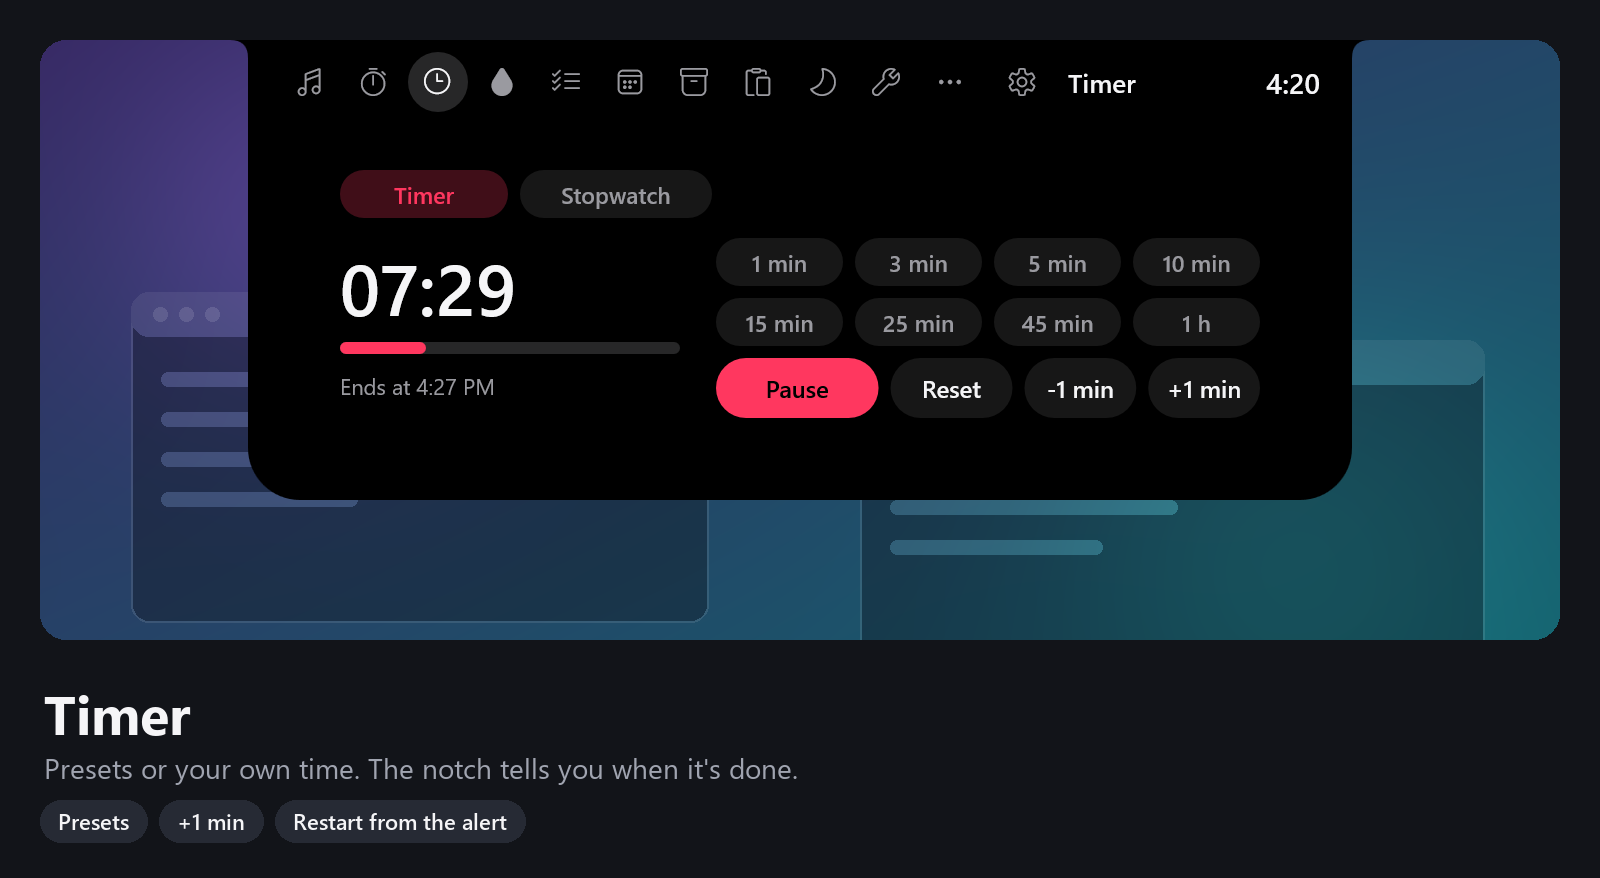 Timer 4:20
Timer Stopwatch
07:29
Ends at 4:27 PM
1 min 3 min 5 min 10 min
15 min 25 min 45 min 1 h
Pause Reset -1 min +1 min
Timer
Presets or your own time. The notch tells you when it's done.
Presets +1 min Restart from the alert